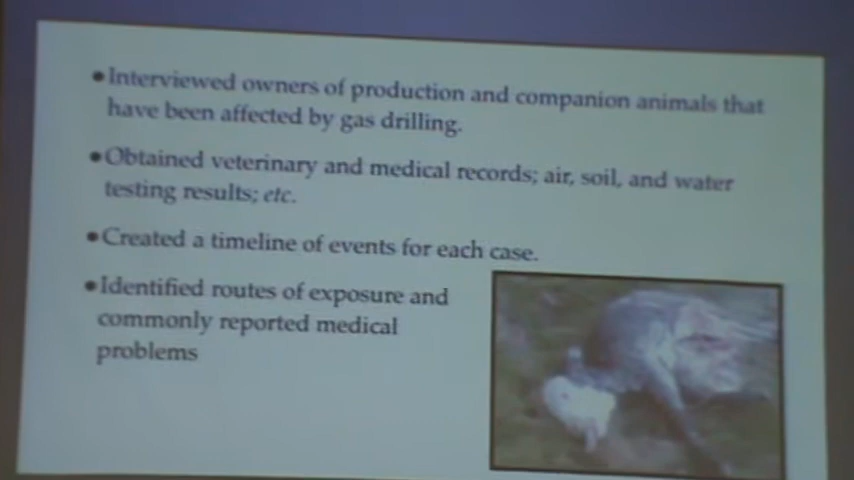 •Interviewed owners of production and companion animals that
have been affected by gas drilling.
•Obtained veterinary and medical records; air, soil, and water
testing results; etc.
•Created a timeline of events for each case.
•Identified routes of exposure and
commonly reported medical
problems